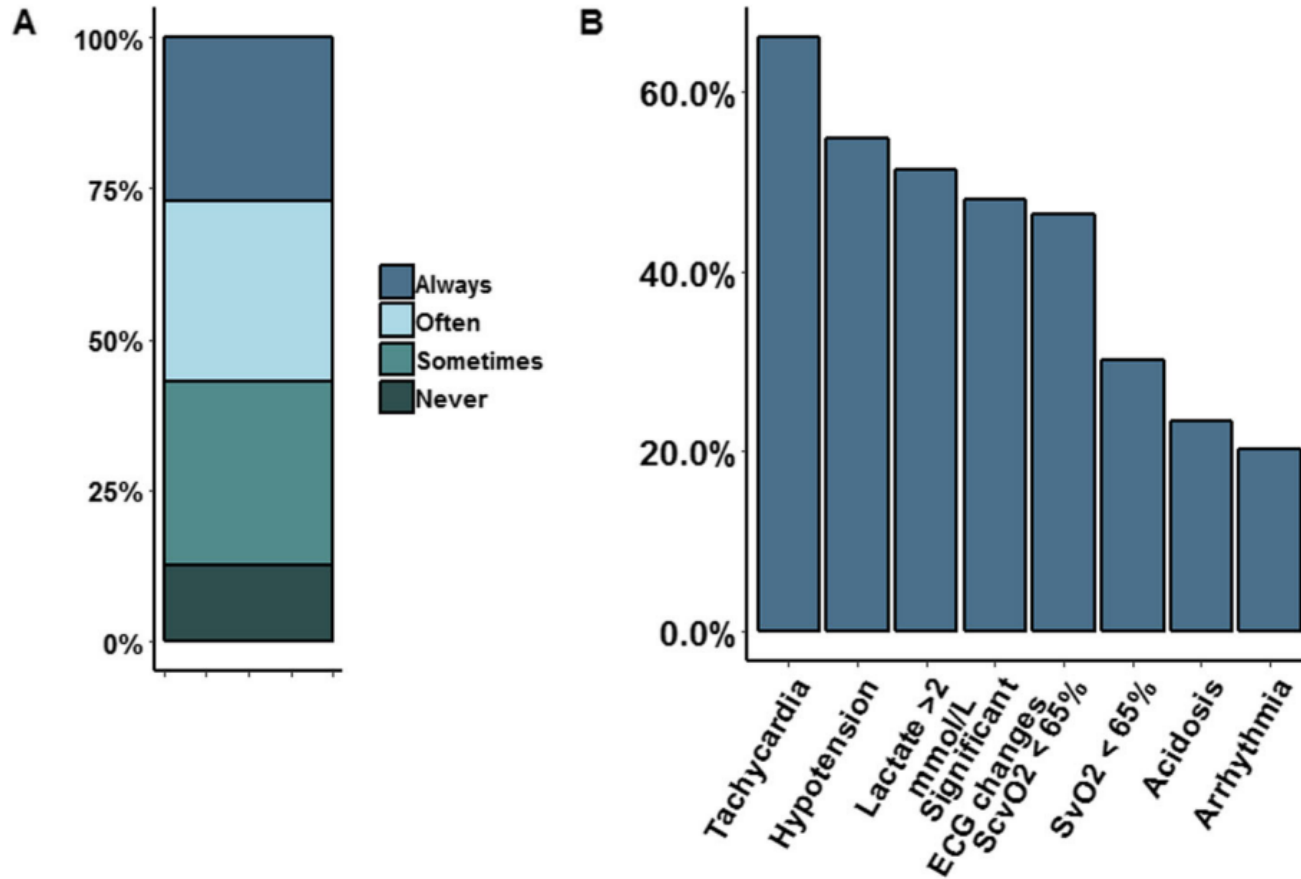 A
100%
75%
50%
25%
0%
Always
Often
Sometimes
Never
B
60.0%
40.0%
20.0%
0.0%
Tachycardia
Hypotension
Lactate >2
mmol/L
Significant
ECG changes
ScvO2 < 65%
SvO2 < 65%
Acidosis
Arrhythmia